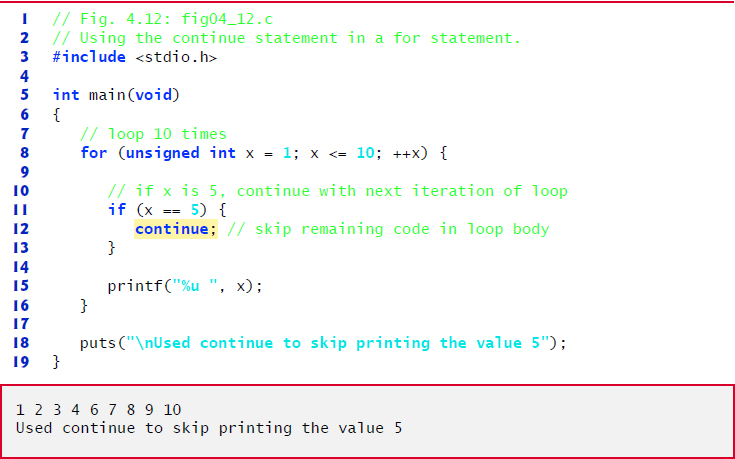 1 // Fig. 4.12: fig04_12.c
2 // Using the continue statement in a for statement.
3 #include <stdio.h>
4
5 int main(void)
6 {
7 // loop 10 times
8 for (unsigned int x = 1; x <= 10; ++x) {
9
10 // if x is 5, continue with next iteration of loop
11 if (x == 5) {
12 continue; // skip remaining code in loop body
13 }
14
15 printf("%u ", x);
16 }
17
18 puts("\nUsed continue to skip printing the value 5");
19 }
1 2 3 4 6 7 8 9 10
Used continue to skip printing the value 5